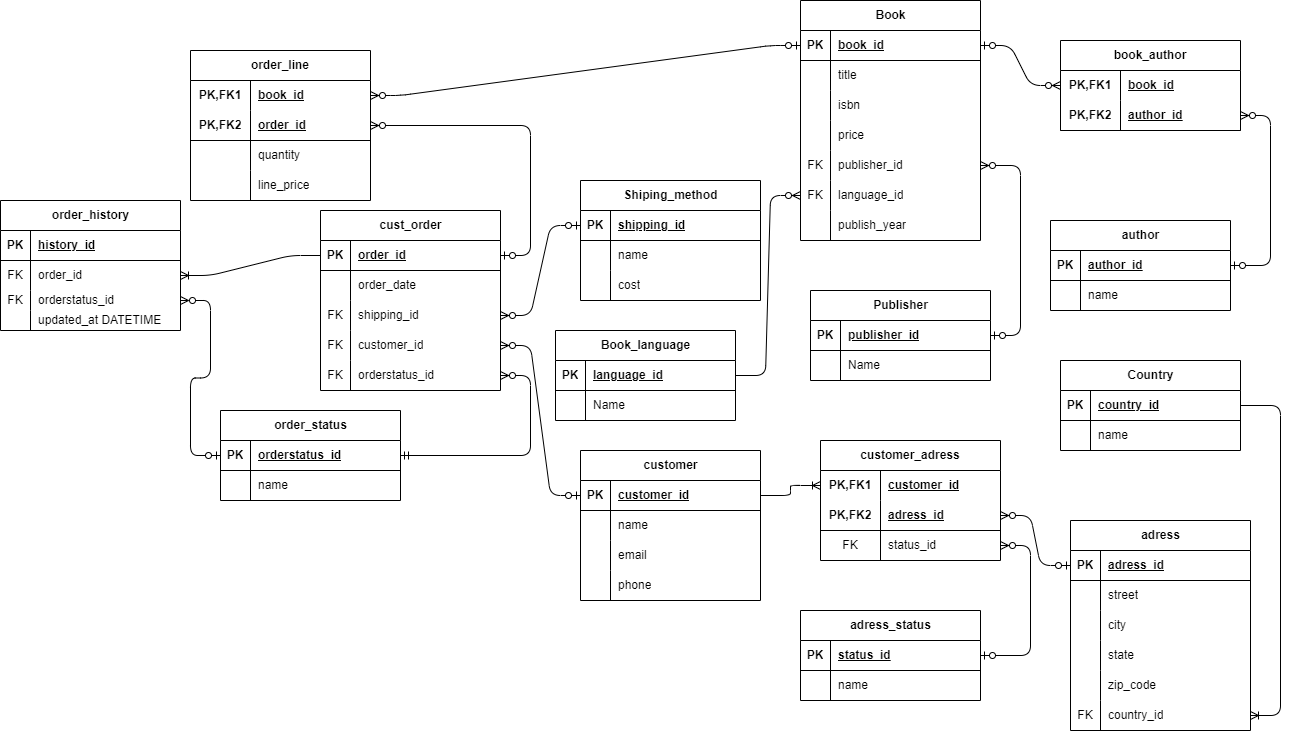 Book
PK book_id
title
isbn
price
FK publisher_id
FK language_id
publish_year
order_line
PK,FK1 book_id
PK,FK2 order_id
quantity
line_price
book_author
PK,FK1 book_id
PK,FK2 author_id
order_history
PK history_id
FK order_id
FK orderstatus_id
updated_at DATETIME
cust_order
PK order_id
order_date
FK shipping_id
FK customer_id
FK orderstatus_id
Shiping_method
PK shipping_id
name
cost
author
PK author_id
name
Publisher
PK publisher_id
Name
Book_language
PK language_id
Name
Country
PK country_id
name
order_status
PK orderstatus_id
name
customer
PK customer_id
name
email
phone
customer_adress
PK,FK1 customer_id
PK,FK2 adress_id
FK status_id
adress
PK adress_id
street
city
state
zip_code
FK country_id
adress_status
PK status_id
name